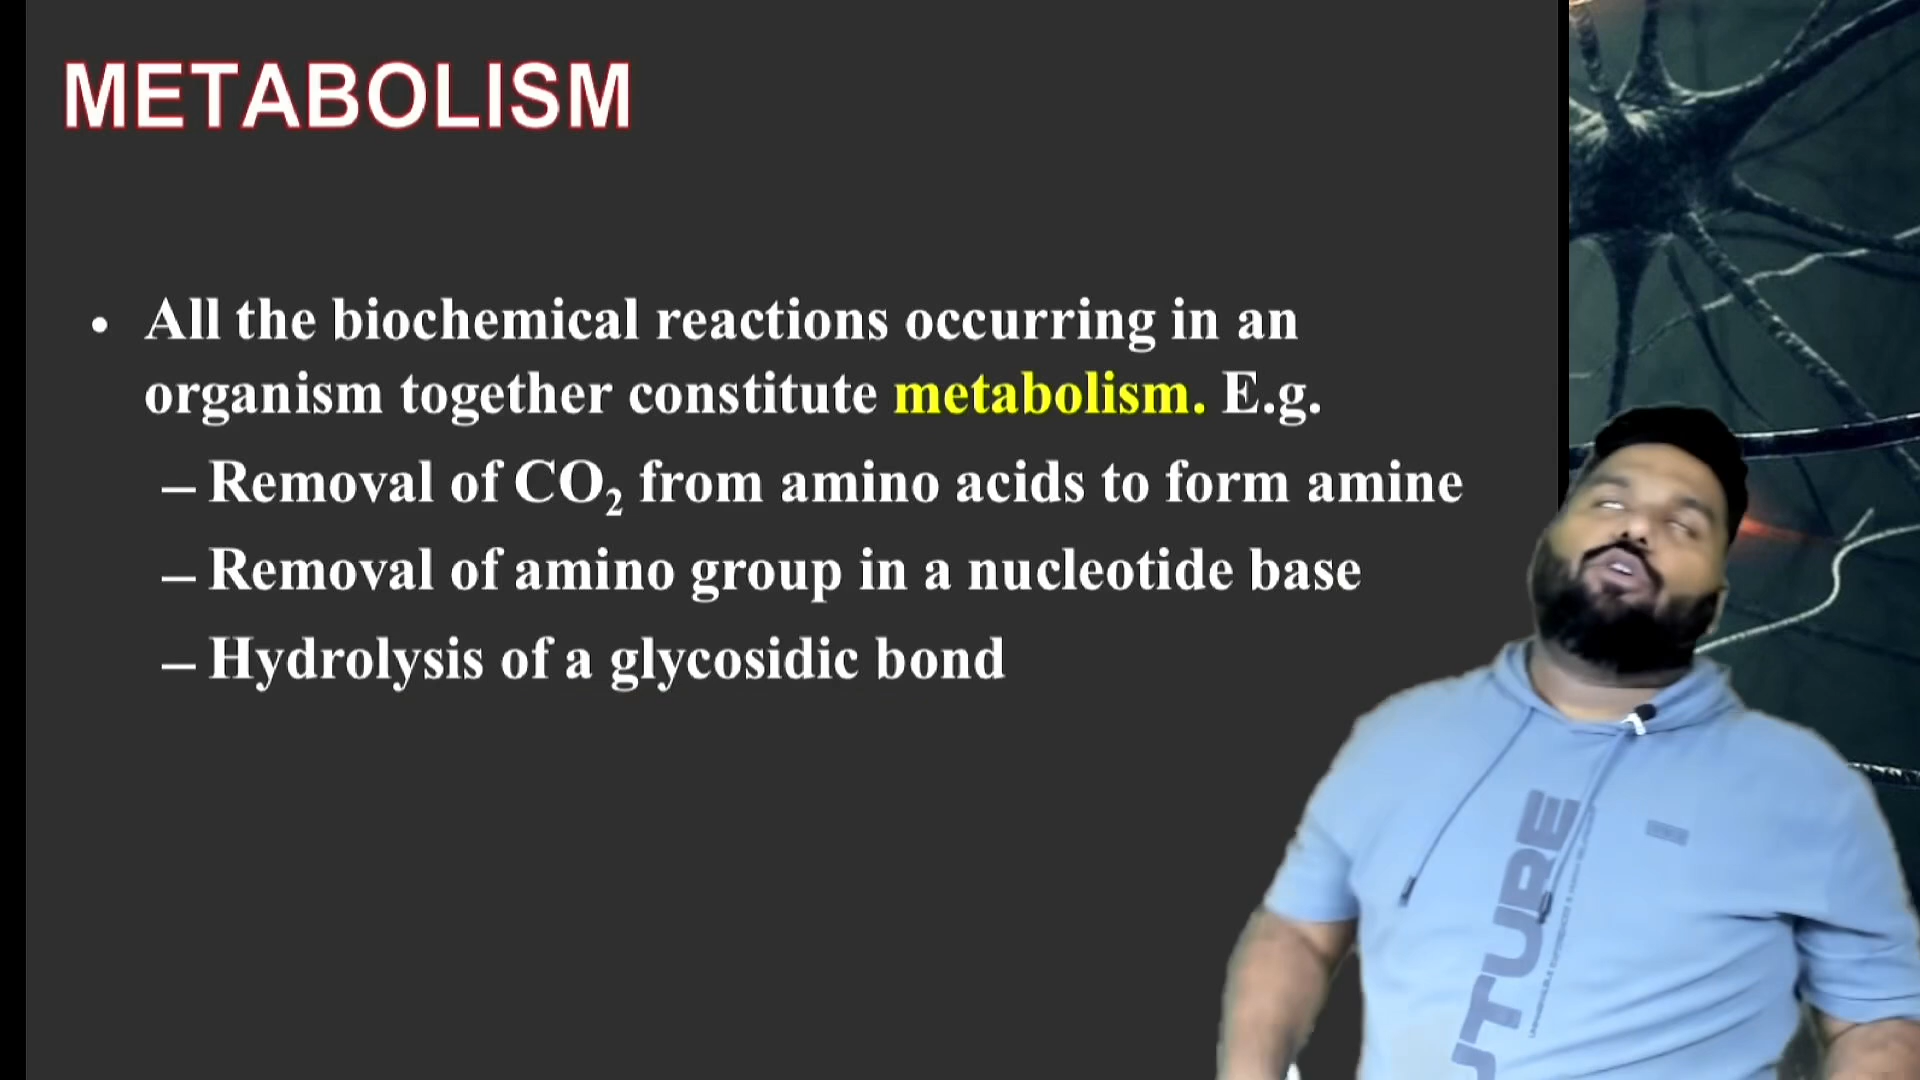 METABOLISM
• All the biochemical reactions occurring in an
organism together constitute metabolism. E.g.
– Removal of CO₂ from amino acids to form amine
– Removal of amino group in a nucleotide base
– Hydrolysis of a glycosidic bond
UTURE